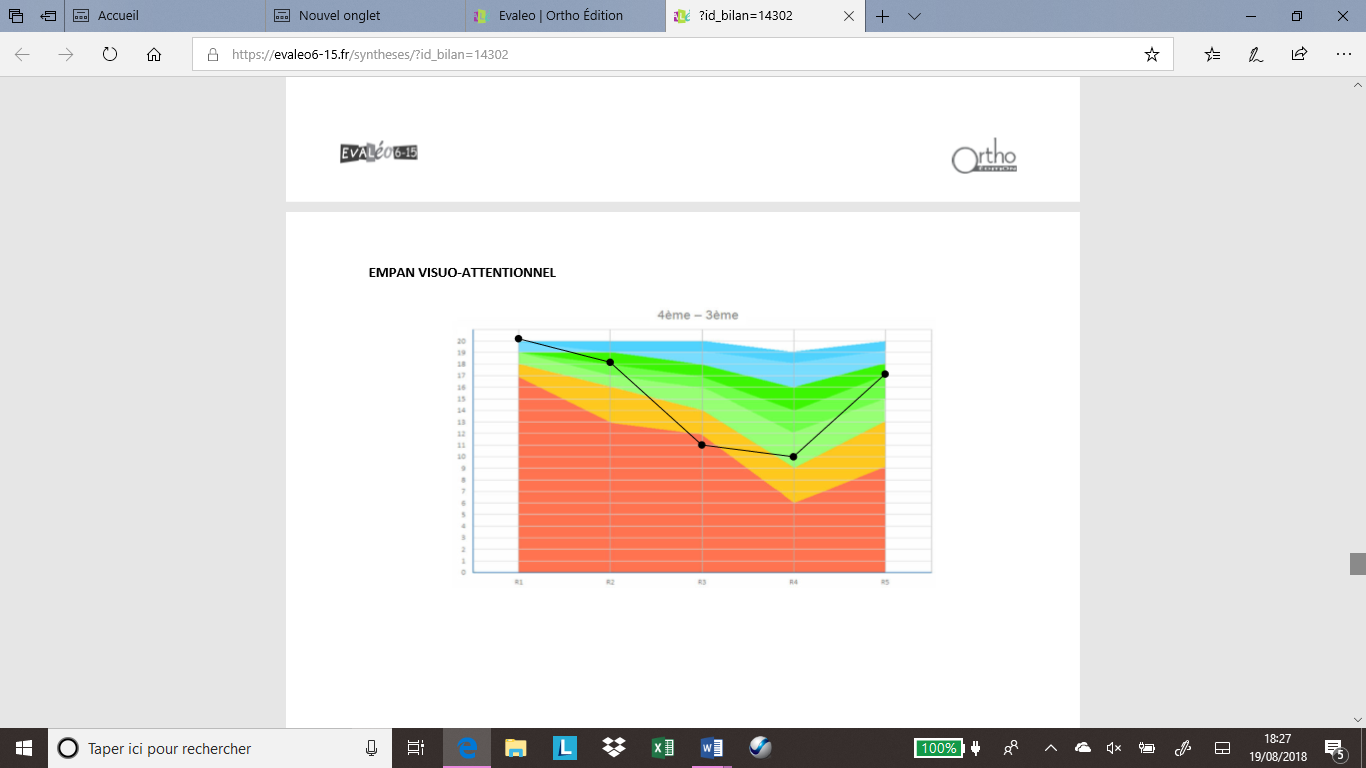 Accueil
Nouvel onglet
Evaleo | Ortho Édition
?id_bilan=14302
https://evaleo6-15.fr/syntheses/?id_bilan=14302
EVALéo 6-15
Ortho
EDITION
EMPAN VISUO-ATTENTIONNEL
4ème – 3ème
20
19
18
17
16
15
14
13
12
11
10
9
8
7
6
5
4
3
2
1
0
R1 R2 R3 R4 R5
Taper ici pour rechercher
100%
18:27
19/08/2018
5